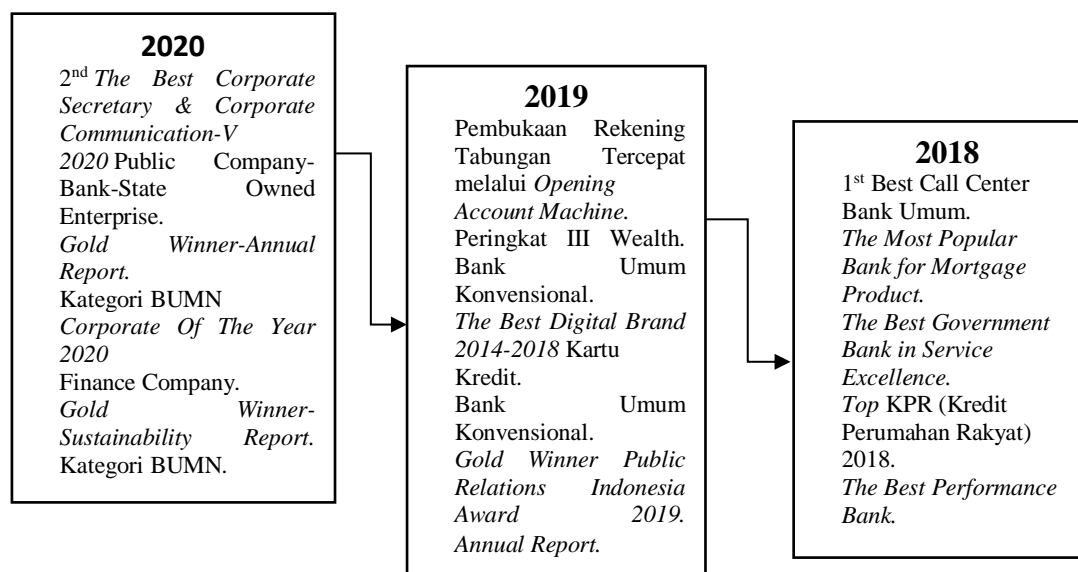 2020
2nd The Best Corporate
Secretary & Corporate
Communication-V
2020 Public Company-
Bank-State Owned
Enterprise.
Gold Winner-Annual
Report.
Kategori BUMN
Corporate Of The Year
2020
Finance Company.
Gold Winner-
Sustainability Report.
Kategori BUMN.
2019
Pembukaan Rekening
Tabungan Tercepat
melalui Opening
Account Machine.
Peringkat III Wealth.
Bank Umum
Konvensional.
The Best Digital Brand
2014-2018 Kartu
Kredit.
Bank Umum
Konvensional.
Gold Winner Public
Relations Indonesia
Award 2019.
Annual Report.
2018
1st Best Call Center
Bank Umum.
The Most Popular
Bank for Mortgage
Product.
The Best Government
Bank in Service
Excellence.
Top KPR (Kredit
Perumahan Rakyat)
2018.
The Best Performance
Bank.